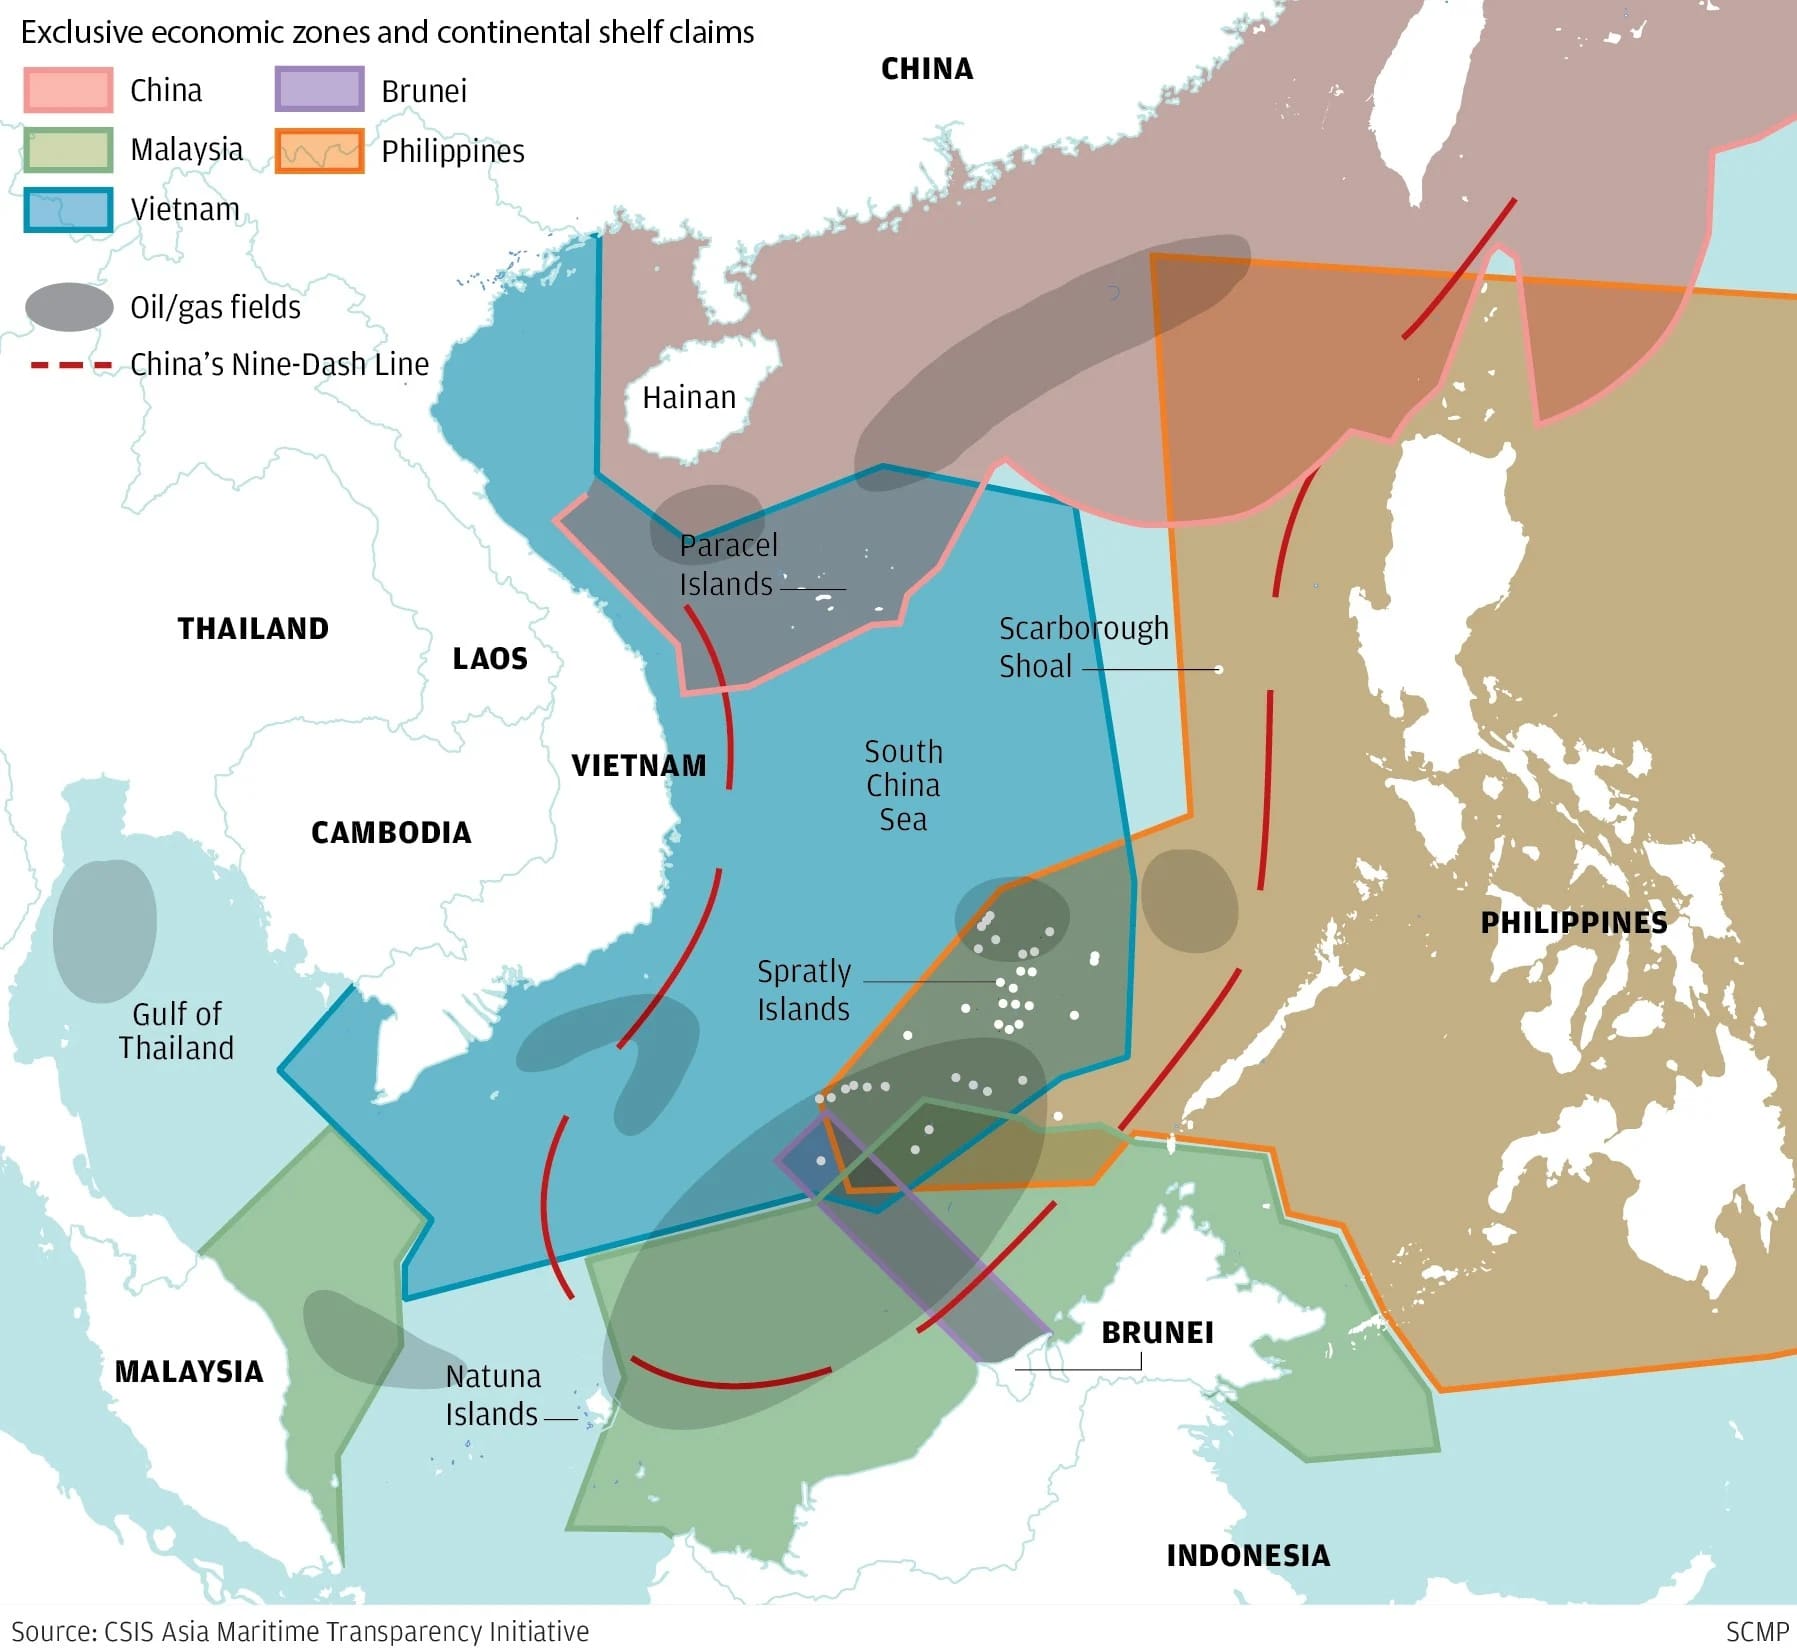 Exclusive economic zones and continental shelf claims
China
Brunei
Malaysia
Philippines
Vietnam
Oil/gas fields
China's Nine-Dash Line
CHINA
Hainan
Paracel
Islands
THAILAND
LAOS
Scarborough
Shoal
VIETNAM
South
China
Sea
CAMBODIA
PHILIPPINES
Spratly
Islands
Gulf of
Thailand
BRUNEI
MALAYSIA
Natuna
Islands
INDONESIA
Source: CSIS Asia Maritime Transparency Initiative
SCMP